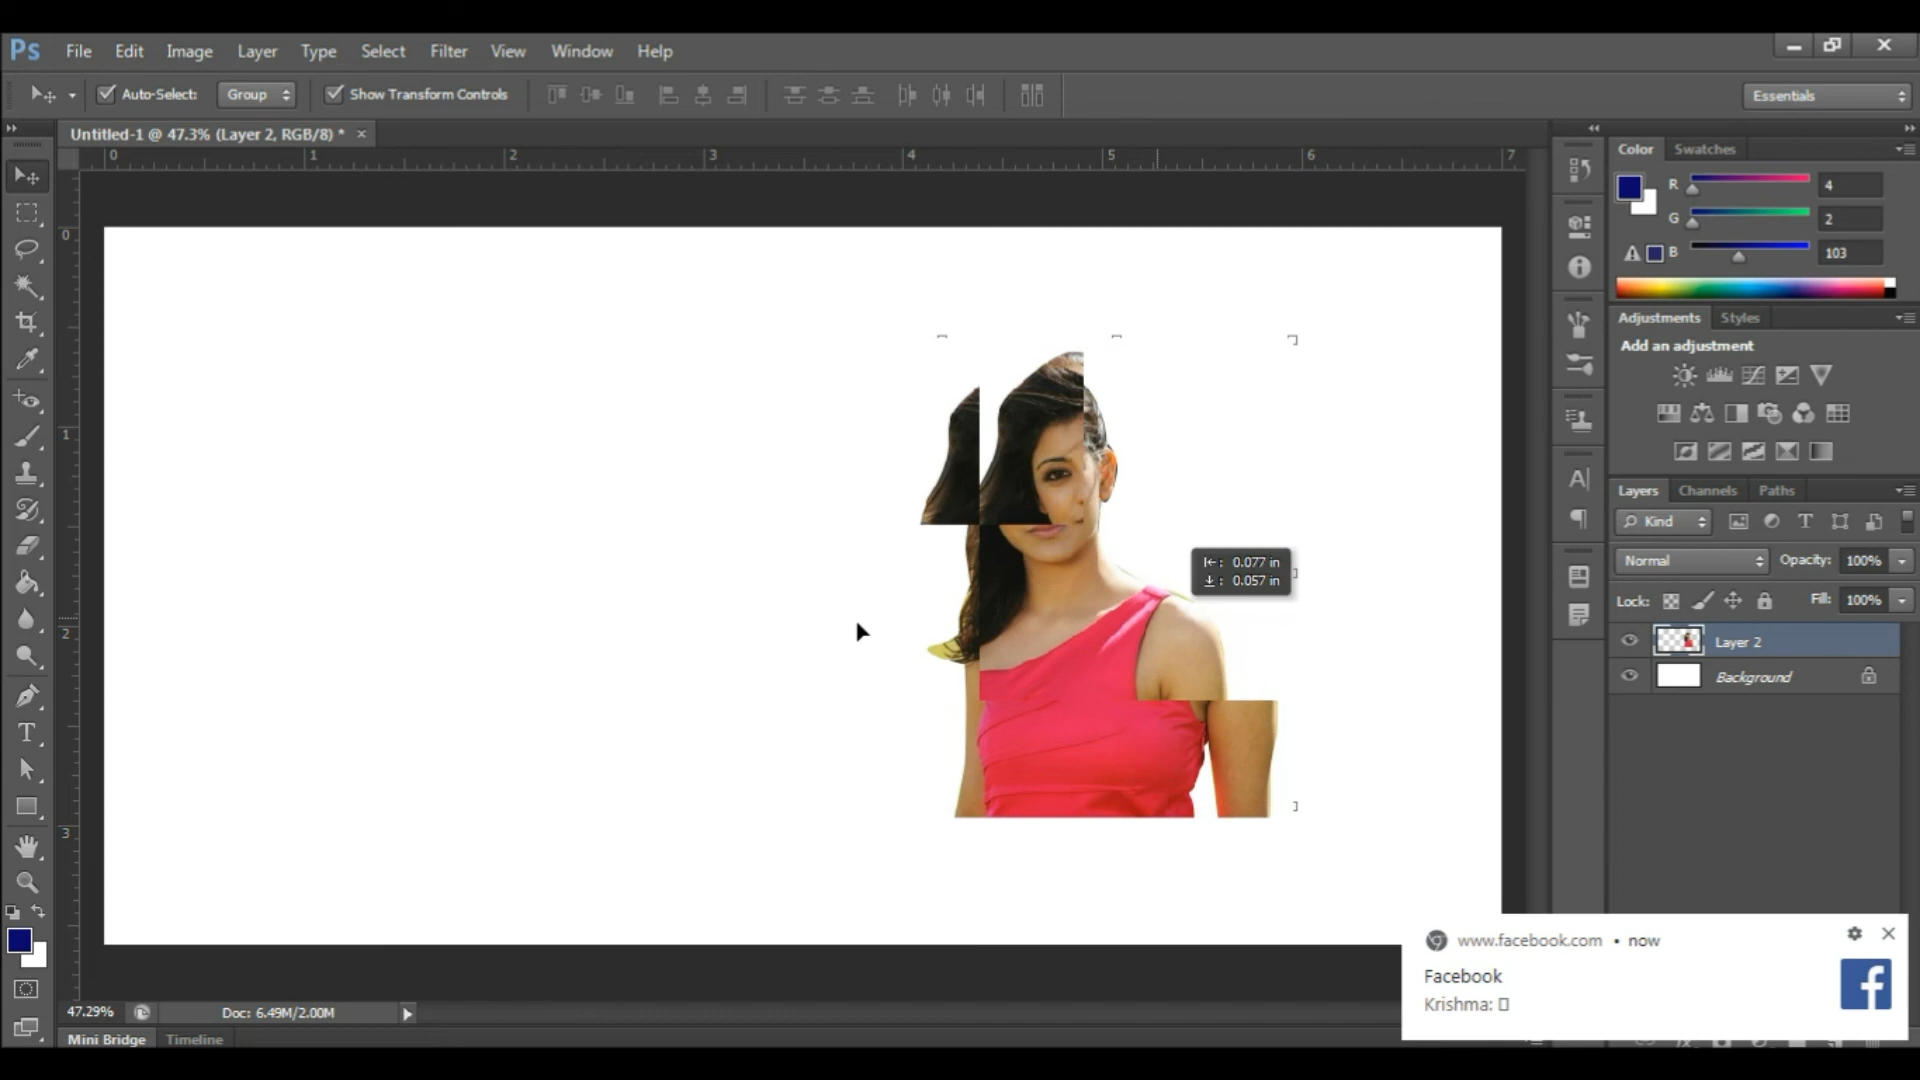 Ps File Edit Image Layer Type Select Filter View Window Help
Auto-Select: Group Show Transform Controls
Essentials
Untitled-1 @ 47.3% (Layer 2, RGB/8) *
0 1 2 3 4 5 6 7
0
1
2
3
Color Swatches
R 4
G 2
B 103
Adjustments Styles
Add an adjustment
Layers Channels Paths
Kind
Normal Opacity: 100%
Lock: Fill: 100%
Layer 2
Background
: 0.077 in
: 0.057 in
47.29% Doc: 6.49M/2.00M
Mini Bridge Timeline
www.facebook.com • now
Facebook
Krishma: